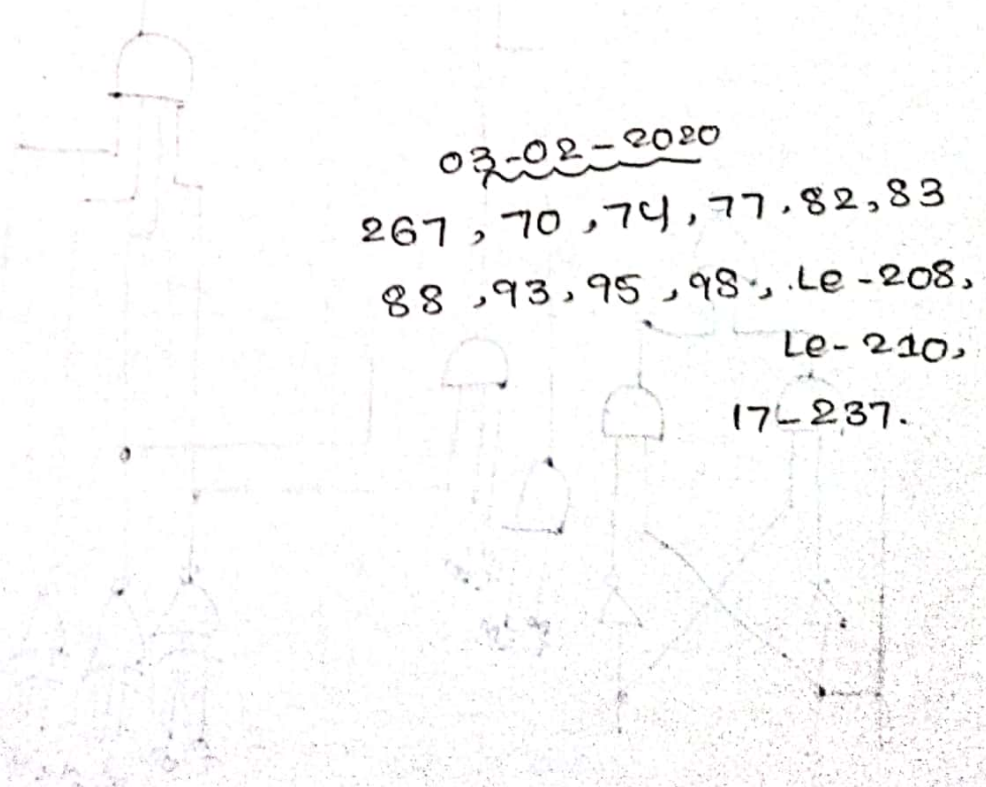 03-02-2020
267, 70, 74, 77, 82, 83
88, 93, 95, 98, Le-208,
Le-210,
17-237.